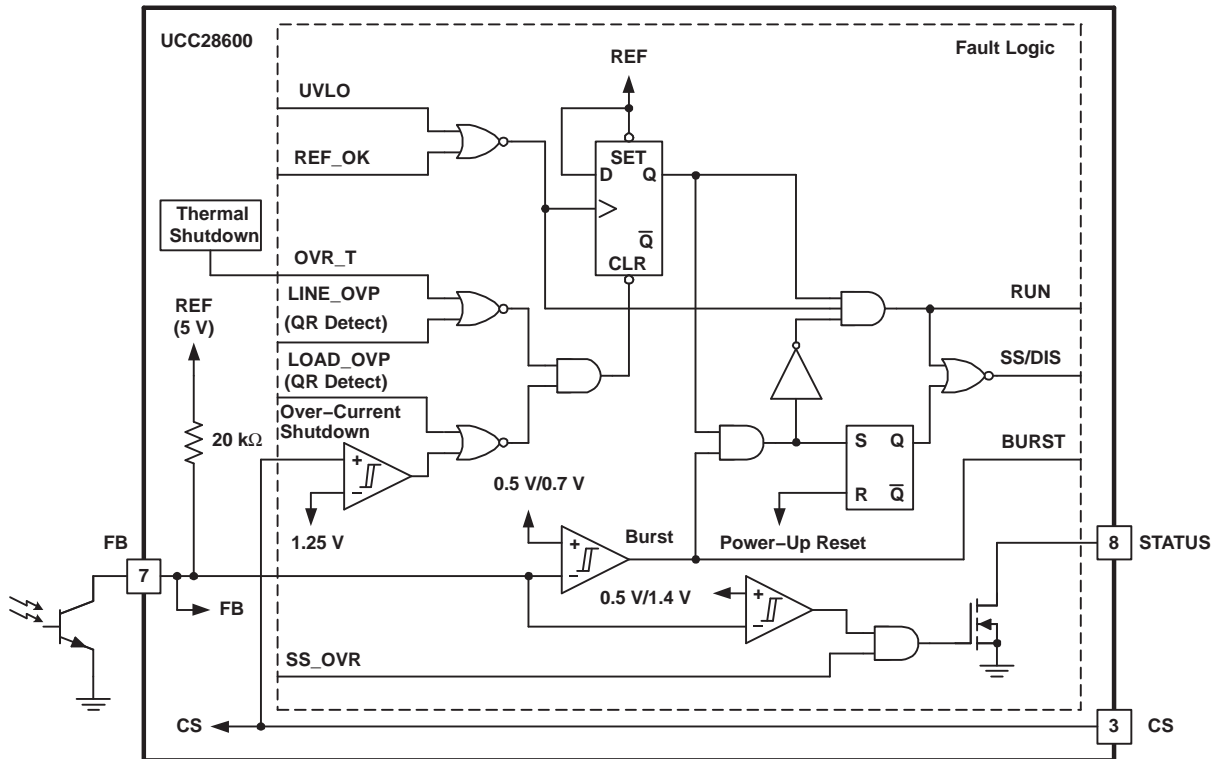 UCC28600
Fault Logic
REF
UVLO
REF_OK
SET
D
Q
Q
CLR
Thermal
Shutdown
OVR_T
LINE_OVP
(QR Detect)
LOAD_OVP
(QR Detect)
Over−Current
Shutdown
REF
(5 V)
20 kΩ
1.25 V
RUN
SS/DIS
S
Q
R
Q
BURST
Power−Up Reset
0.5 V/0.7 V
Burst
FB
7
FB
0.5 V/1.4 V
8
STATUS
SS_OVR
CS
3
CS
+
−
+
−
+
−